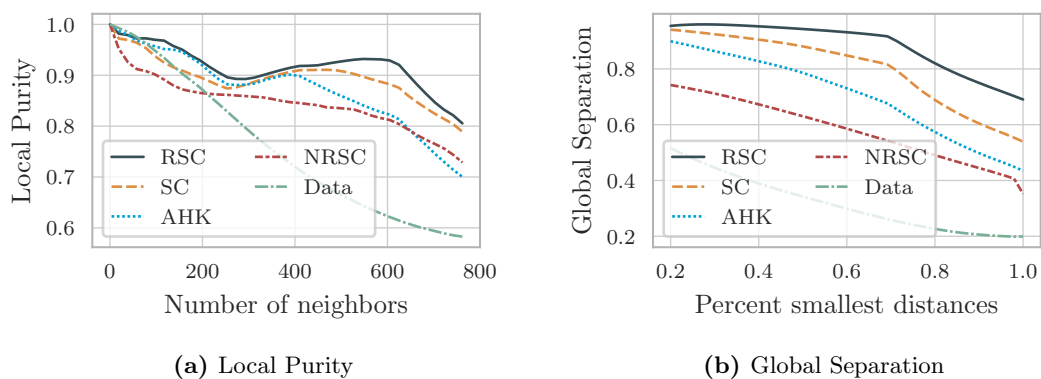 Local Purity
1.0
0.9
0.8
0.7
0.6
RSC
SC
AHK
NRSC
Data
0
200
400
600
800
Number of neighbors
(a) Local Purity
Global Separation
0.8
0.6
0.4
0.2
RSC
SC
AHK
NRSC
Data
0.2
0.4
0.6
0.8
1.0
Percent smallest distances
(b) Global Separation